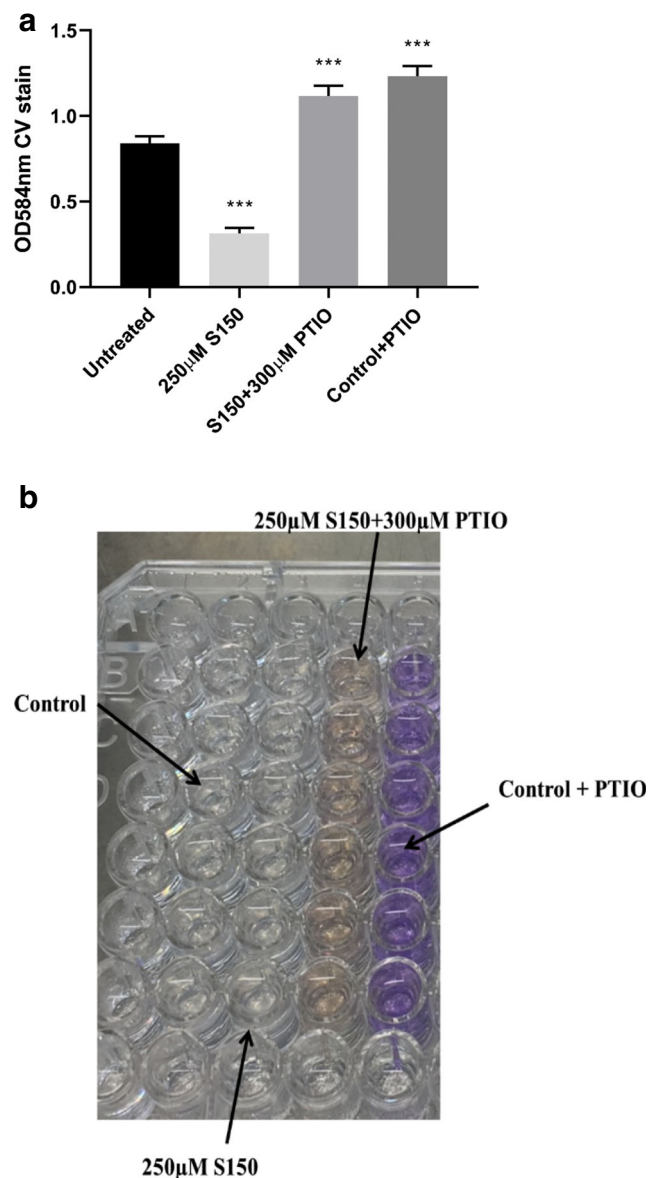 a
OD584nm CV stain
1.5
1.0
0.5
0.0
***
***
***
Untreated
250μM S150
S150+300μM PTIO
Control+PTIO
b
250μM S150+300μM PTIO
Control
Control + PTIO
250μM S150
A
B
C
D